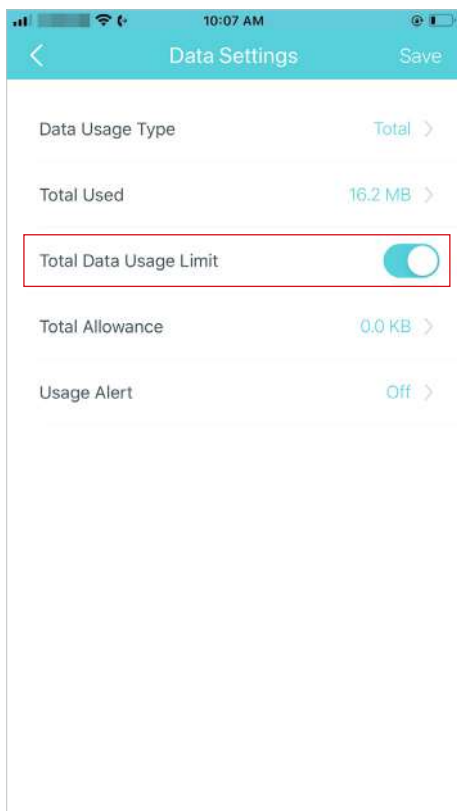 10:07 AM
Data Settings Save
Data Usage Type Total
Total Used 16.2 MB
Total Data Usage Limit
Total Allowance 0.0 KB
Usage Alert Off